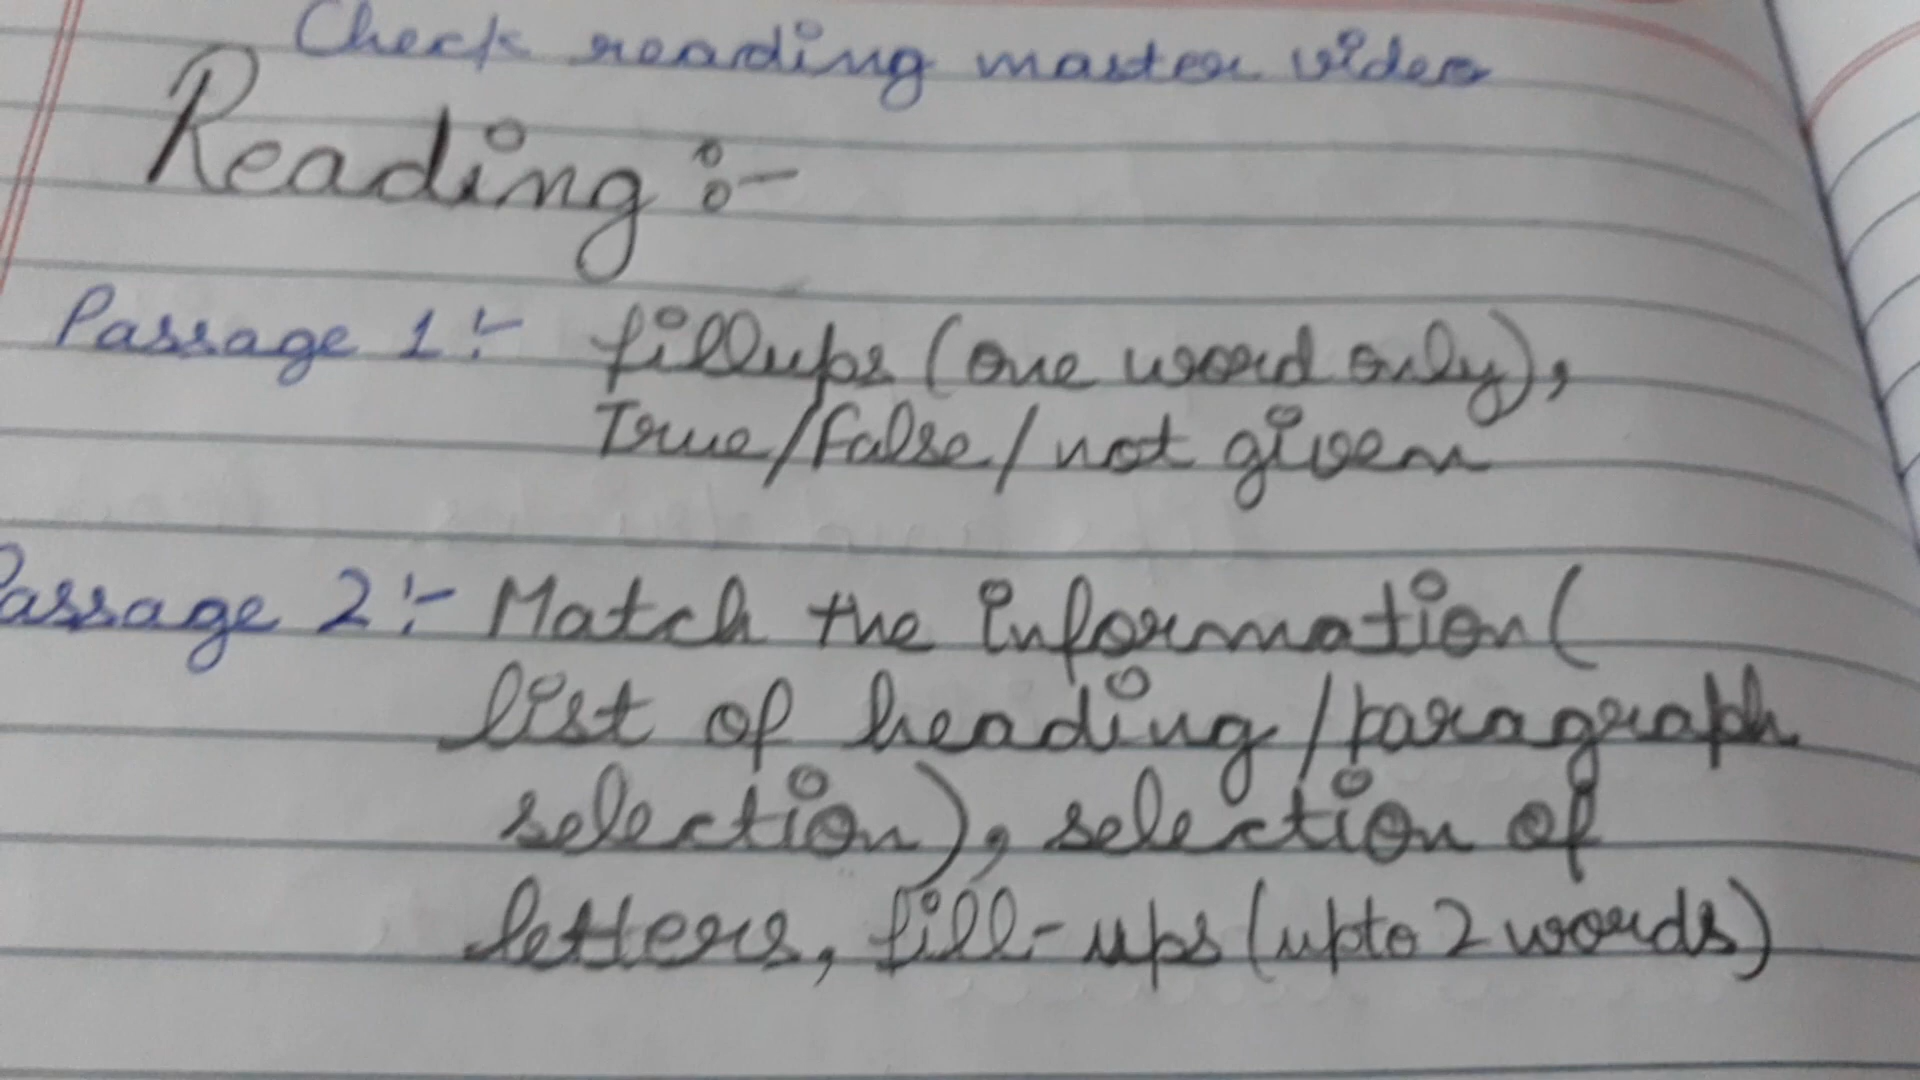 Check reading master video
Reading :-
Passage 1 :- fillups (one word only),
True/False/not given
Passage 2 :- Match the information(
list of heading/paragraph
selection), selection of
letters, fill-ups (upto 2 words)